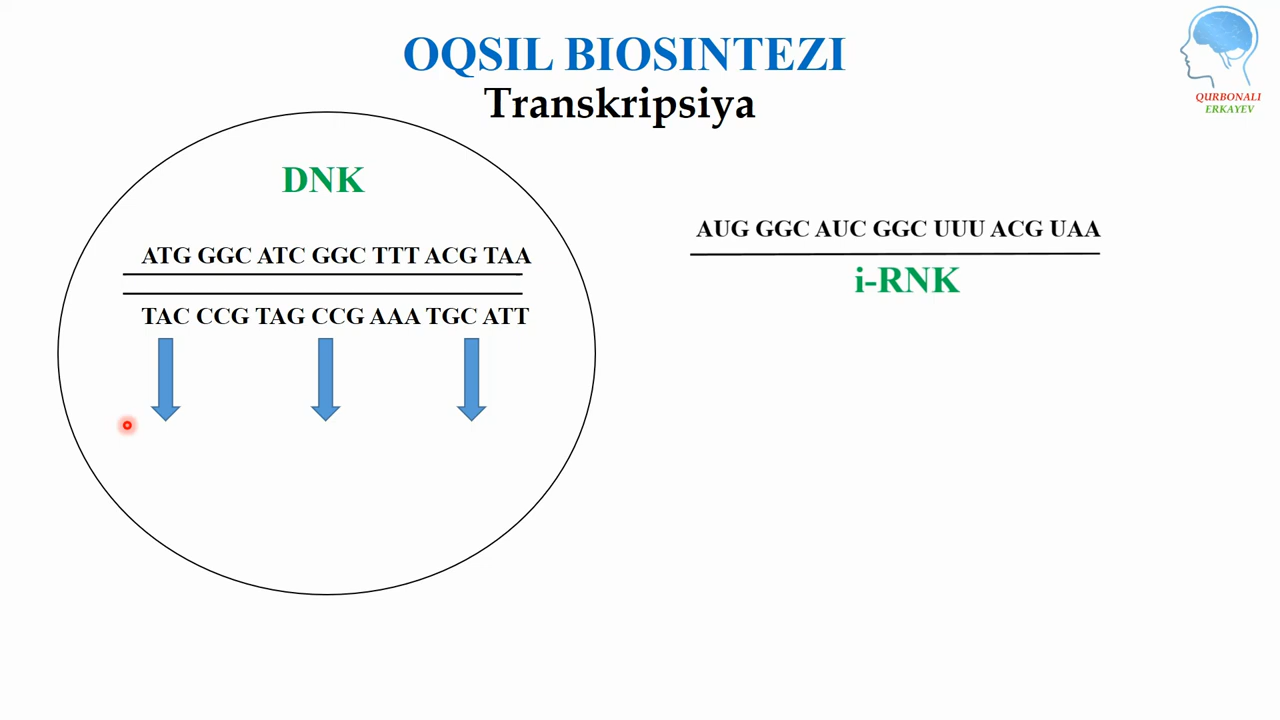 OQSIL BIOSINTEZI
Transkripsiya
QURBONALI
ERKAYEV
DNK
ATG GGC ATC GGC TTT ACG TAA
TAC CCG TAG CCG AAA TGC ATT
AUG GGC AUC GGC UUU ACG UAA
i-RNK